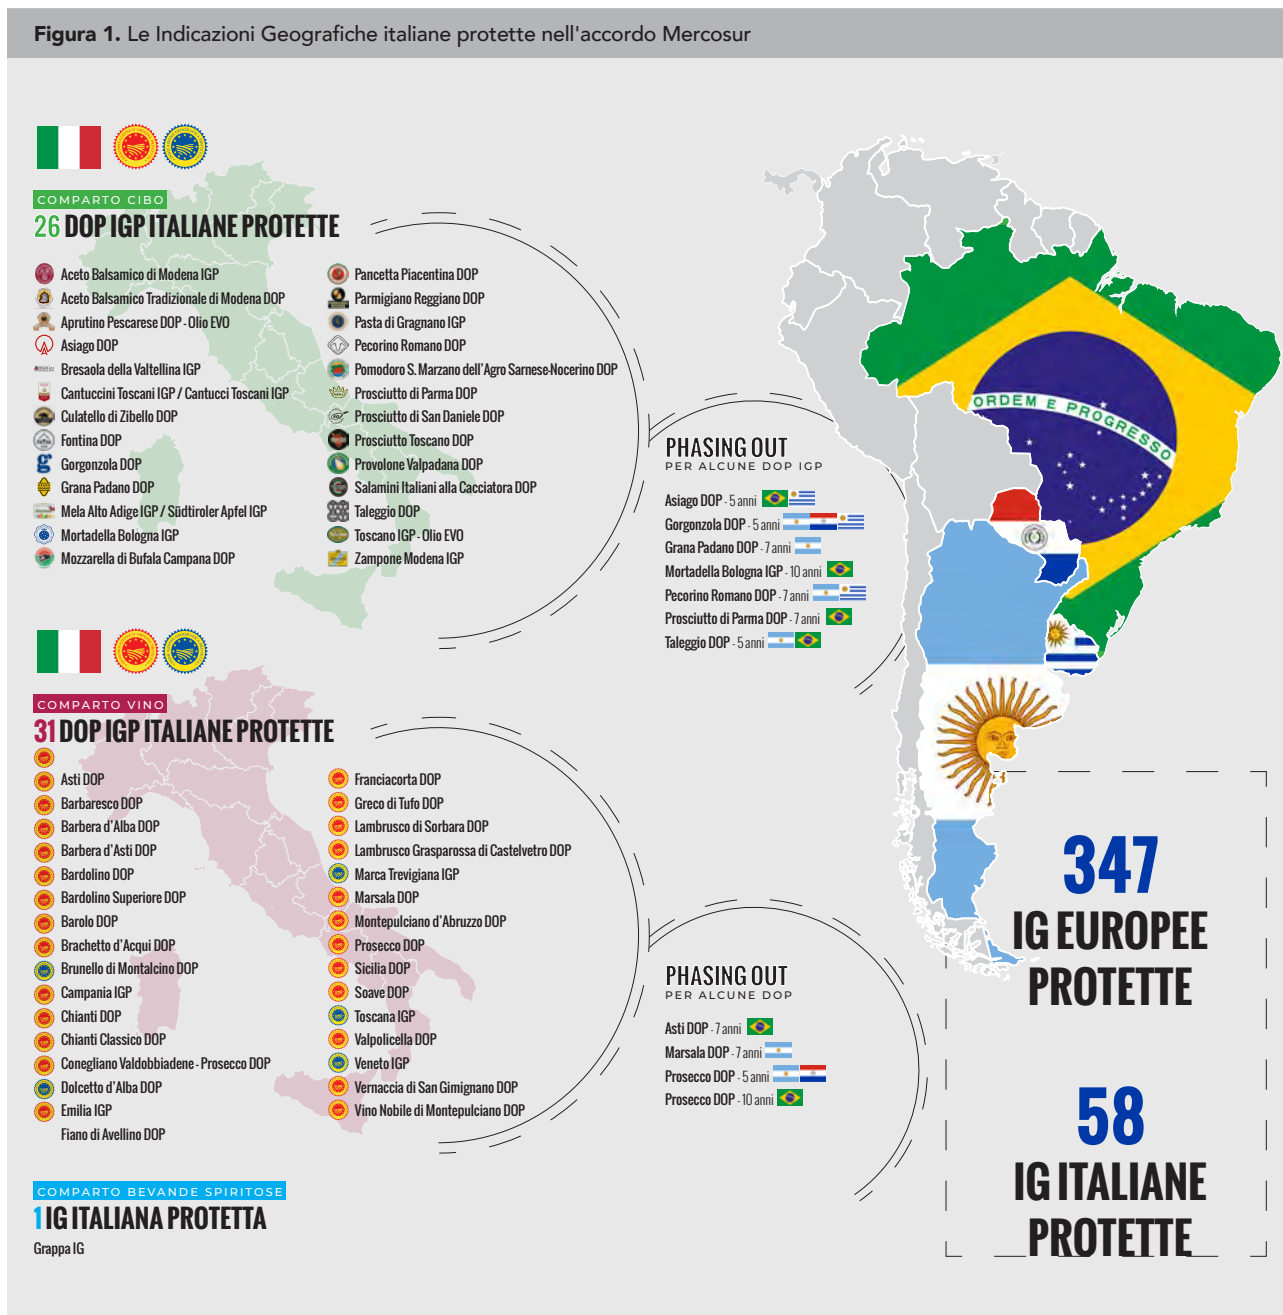 Figura 1. Le Indicazioni Geografiche italiane protette nell'accordo Mercosur
COMPARTO CIBO
26 DOP IGP ITALIANE PROTETTE
Aceto Balsamico di Modena IGP
Aceto Balsamico Tradizionale di Modena DOP
Aprutino Pescarese DOP - Olio EVO
Asiago DOP
Bresaola della Valtellina IGP
Cantuccini Toscani IGP / Cantucci Toscani IGP
Culatello di Zibello DOP
Fontina DOP
Gorgonzola DOP
Grana Padano DOP
Mela Alto Adige IGP / Südtiroler Apfel IGP
Mortadella Bologna IGP
Mozzarella di Bufala Campana DOP
Pancetta Piacentina DOP
Parmigiano Reggiano DOP
Pasta di Gragnano IGP
Pecorino Romano DOP
Pomodoro S. Marzano dell'Agro Sarnese-Nocerino DOP
Prosciutto di Parma DOP
Prosciutto di San Daniele DOP
Prosciutto Toscano DOP
Provolone Valpadana DOP
Salamini Italiani alla Cacciatora DOP
Taleggio DOP
Toscano IGP - Olio EVO
Zampone Modena IGP
PHASING OUT
PER ALCUNE DOP IGP
Asiago DOP - 5 anni
Gorgonzola DOP - 5 anni
Grana Padano DOP - 7 anni
Mortadella Bologna IGP - 10 anni
Pecorino Romano DOP - 7 anni
Prosciutto di Parma DOP - 7 anni
Taleggio DOP - 5 anni
ORDEM E PROGRESSO
COMPARTO VINO
31 DOP IGP ITALIANE PROTETTE
Asti DOP
Barbaresco DOP
Barbera d'Alba DOP
Barbera d'Asti DOP
Bardolino DOP
Bardolino Superiore DOP
Barolo DOP
Brachetto d'Acqui DOP
Brunello di Montalcino DOP
Campania IGP
Chianti DOP
Chianti Classico DOP
Conegliano Valdobbiadene - Prosecco DOP
Dolcetto d'Alba DOP
Emilia IGP
Fiano di Avellino DOP
Franciacorta DOP
Greco di Tufo DOP
Lambrusco di Sorbara DOP
Lambrusco Grasparossa di Castelvetro DOP
Marca Trevigiana IGP
Marsala DOP
Montepulciano d'Abruzzo DOP
Prosecco DOP
Sicilia DOP
Soave DOP
Toscana IGP
Valpolicella DOP
Veneto IGP
Vernaccia di San Gimignano DOP
Vino Nobile di Montepulciano DOP
PHASING OUT
PER ALCUNE DOP
Asti DOP - 7 anni
Marsala DOP - 7 anni
Prosecco DOP - 5 anni
Prosecco DOP - 10 anni
347
IG EUROPEE
PROTETTE
58
IG ITALIANE
PROTETTE
COMPARTO BEVANDE SPIRITOSE
1 IG ITALIANA PROTETTA
Grappa IG